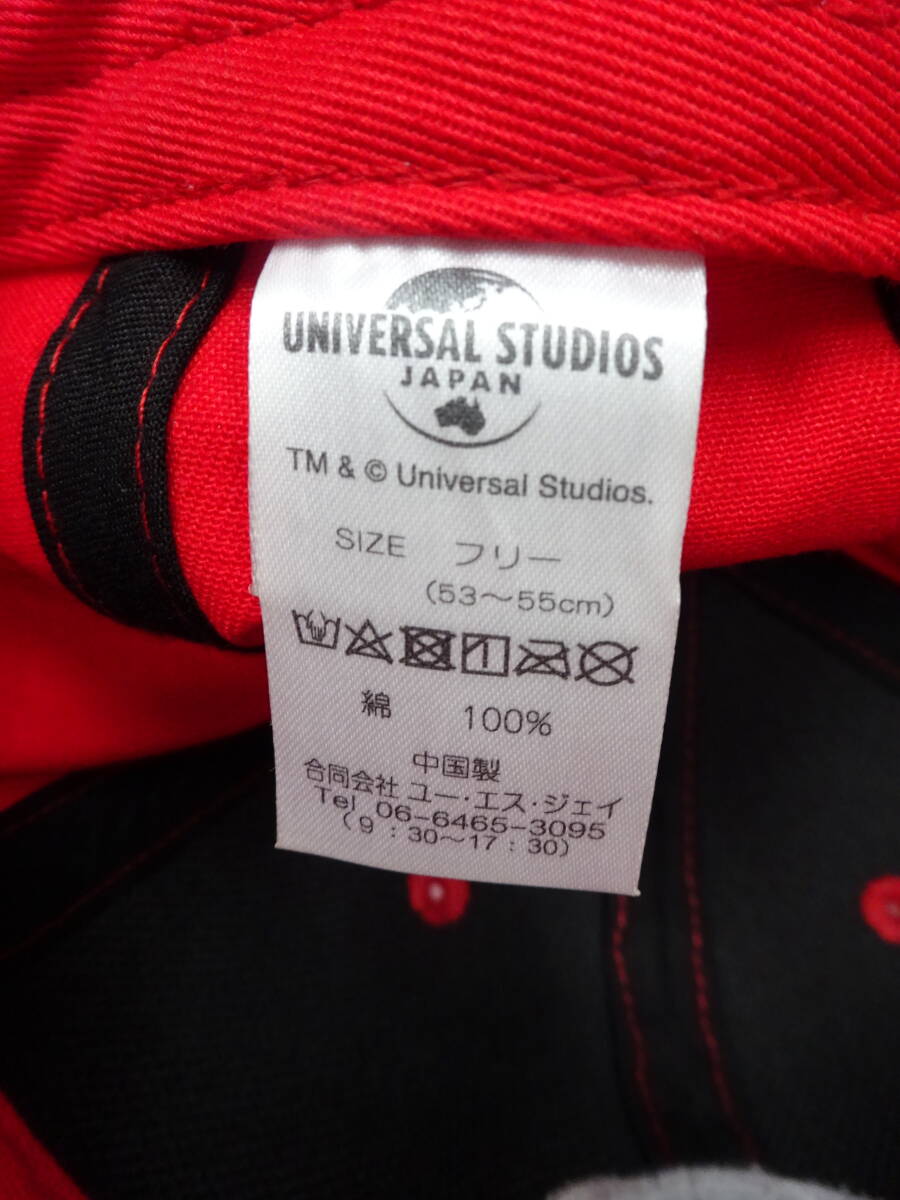 UNIVERSAL STUDIOS
JAPAN
TM & © Universal Studios.
SIZE フリー
(53～55cm)
綿 100%
中国製
合同会社 ユー・エス・ジェイ
Tel 06-6465-3095
(9:30～17:30)